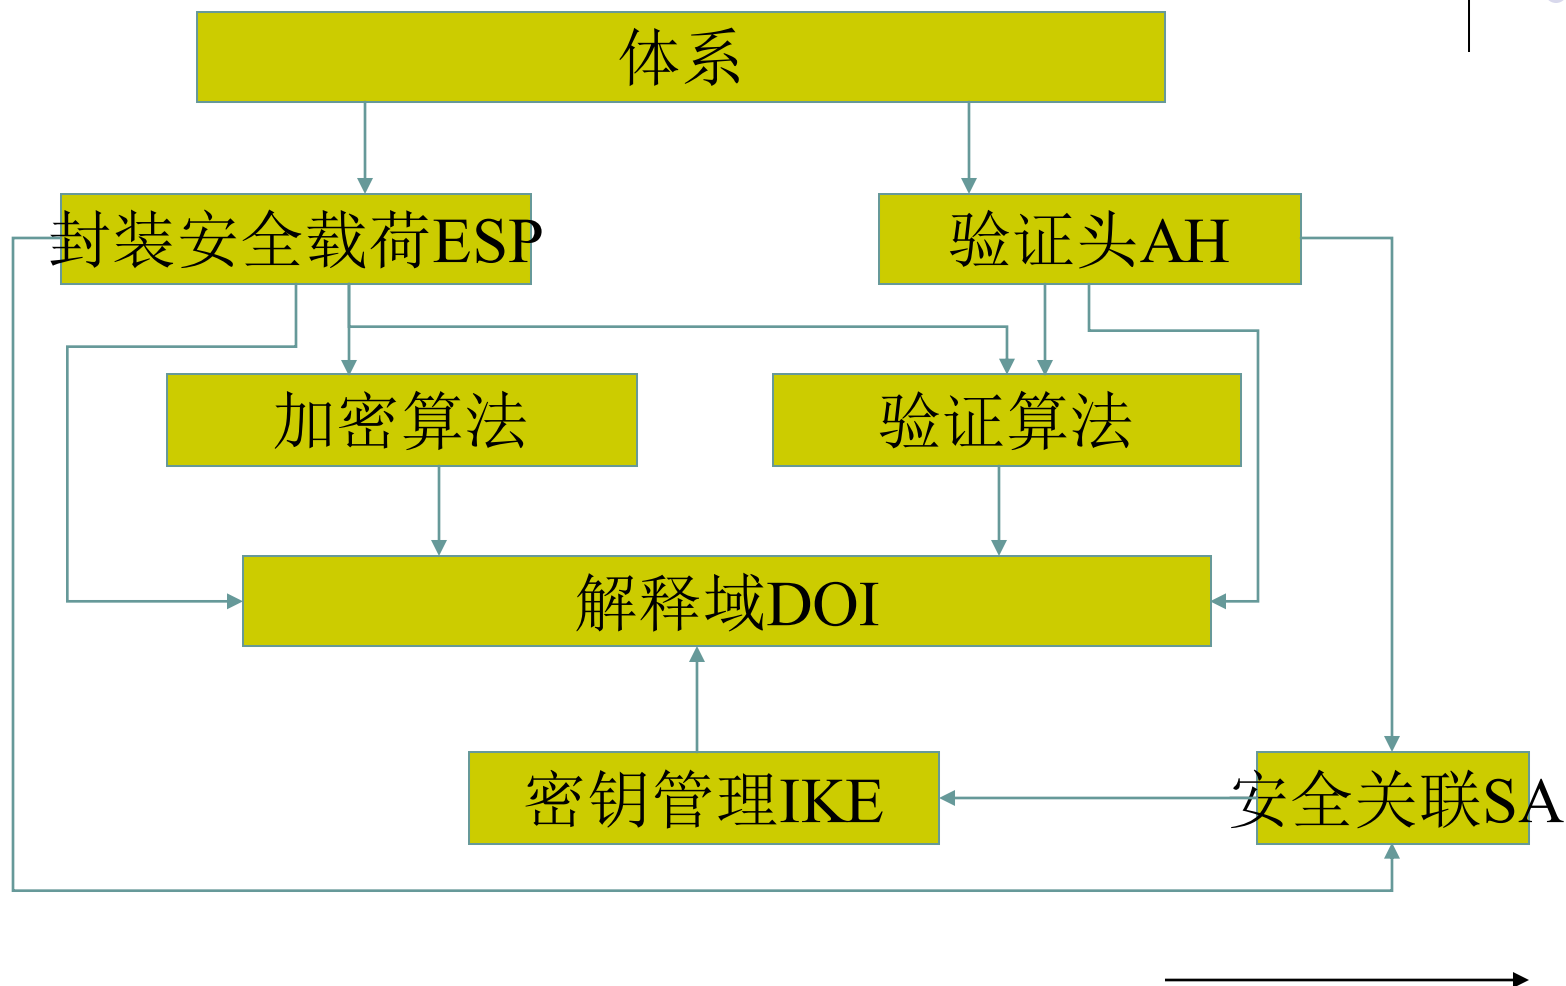 体系
封装安全载荷ESP
验证头AH
加密算法
验证算法
解释域DOI
密钥管理IKE
安全关联SA